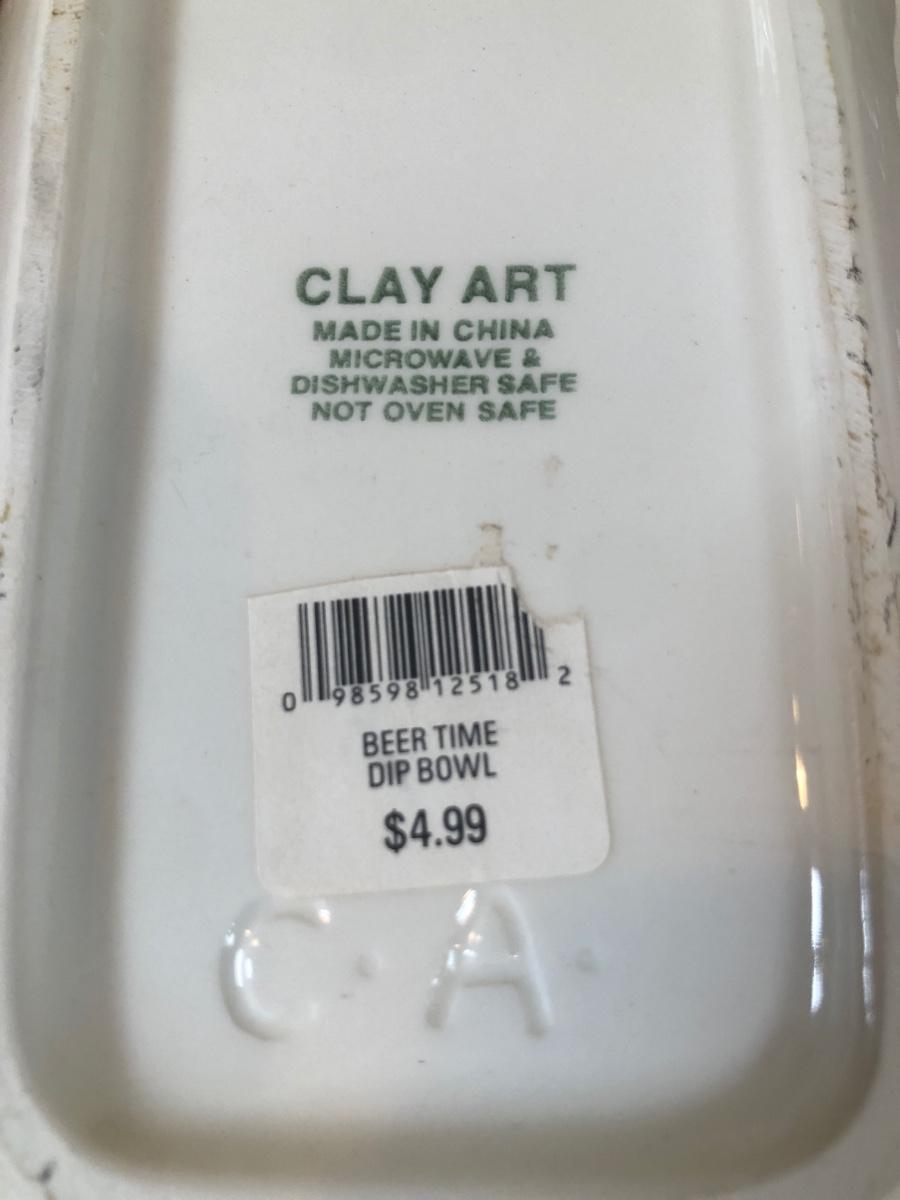 CLAY ART
MADE IN CHINA
MICROWAVE &
DISHWASHER SAFE
NOT OVEN SAFE
0 98598 12518 2
BEER TIME
DIP BOWL
$4.99
C. A.